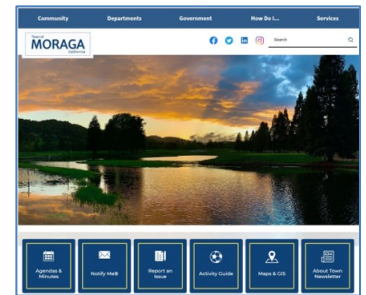 Community Departments Government How Do I... Services
Town of
MORAGA
California
Search
Agendas & Minutes
Notify Me®
Report an Issue
Activity Guide
Maps & GIS
About Town Newsletter